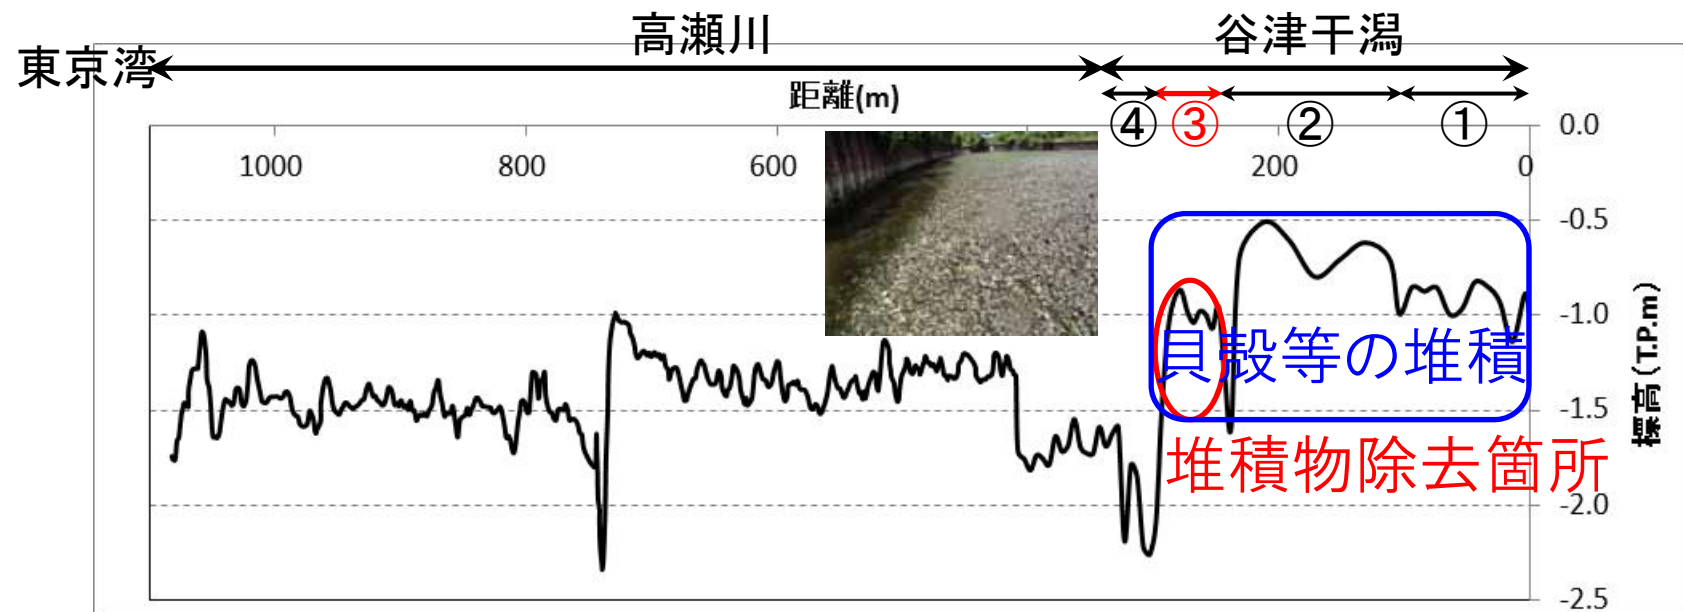 高瀬川
谷津干潟
東京湾
距離(m)
④
③
②
①
0.0
1000
800
600
200
0
-0.5
-1.0
貝殻等の堆積
-1.5
標高(T.P.m)
堆積物除去箇所
-2.0
-2.5